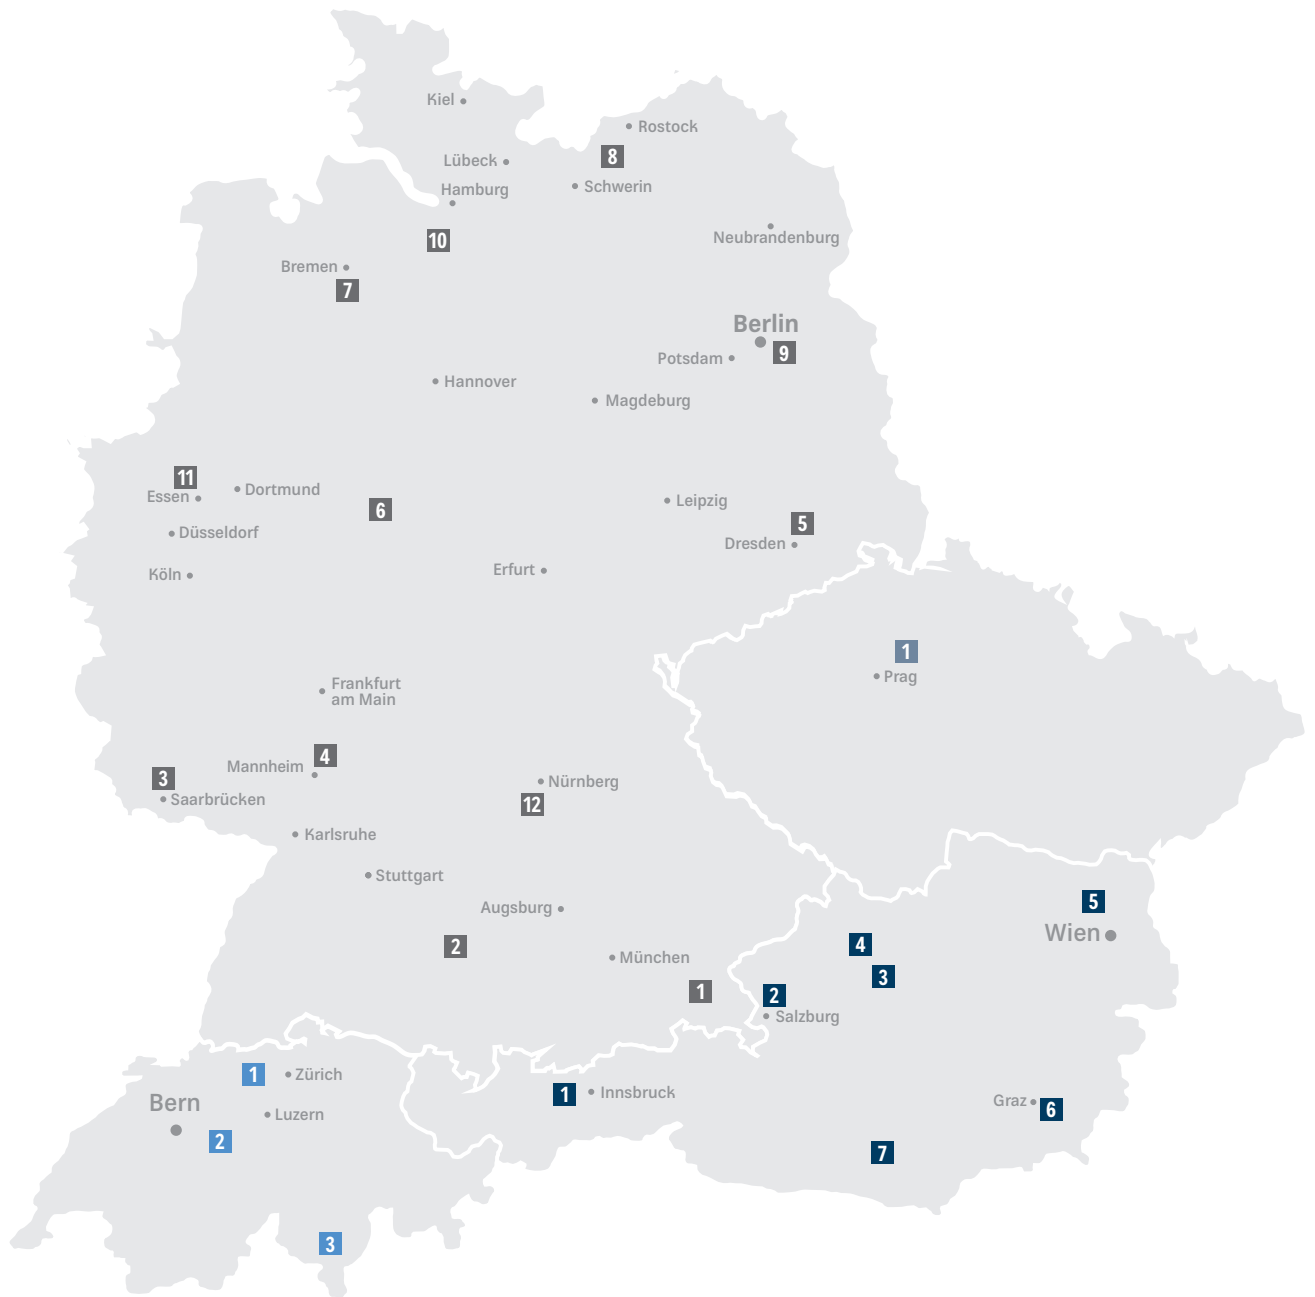 Kiel
Rostock
8
Lübeck
Schwerin
Hamburg
Neubrandenburg
10
Bremen
7
Berlin
9
Potsdam
Hannover
Magdeburg
11
Essen
Dortmund
6
Leipzig
5
Düsseldorf
Dresden
Köln
Erfurt
1
Prag
Frankfurt
am Main
4
Mannheim
3
Saarbrücken
Nürnberg
12
Karlsruhe
Stuttgart
5
Augsburg
Wien
2
4
München
3
1
2
Salzburg
1
Zürich
1
Innsbruck
Bern
Luzern
Graz
6
2
7
3